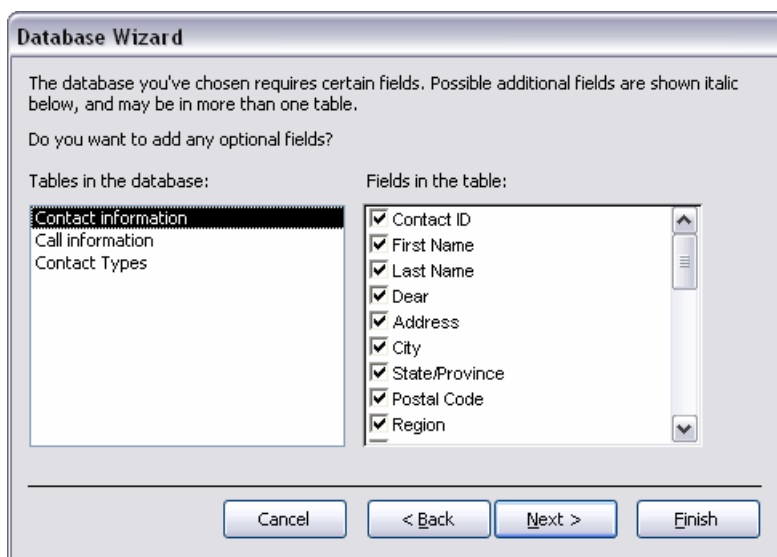 Database Wizard
The database you've chosen requires certain fields. Possible additional fields are shown italic
below, and may be in more than one table.
Do you want to add any optional fields?
Tables in the database:
Fields in the table:
Contact information
Call information
Contact Types
Contact ID
First Name
Last Name
Dear
Address
City
State/Province
Postal Code
Region
Cancel
< Back
Next >
Finish